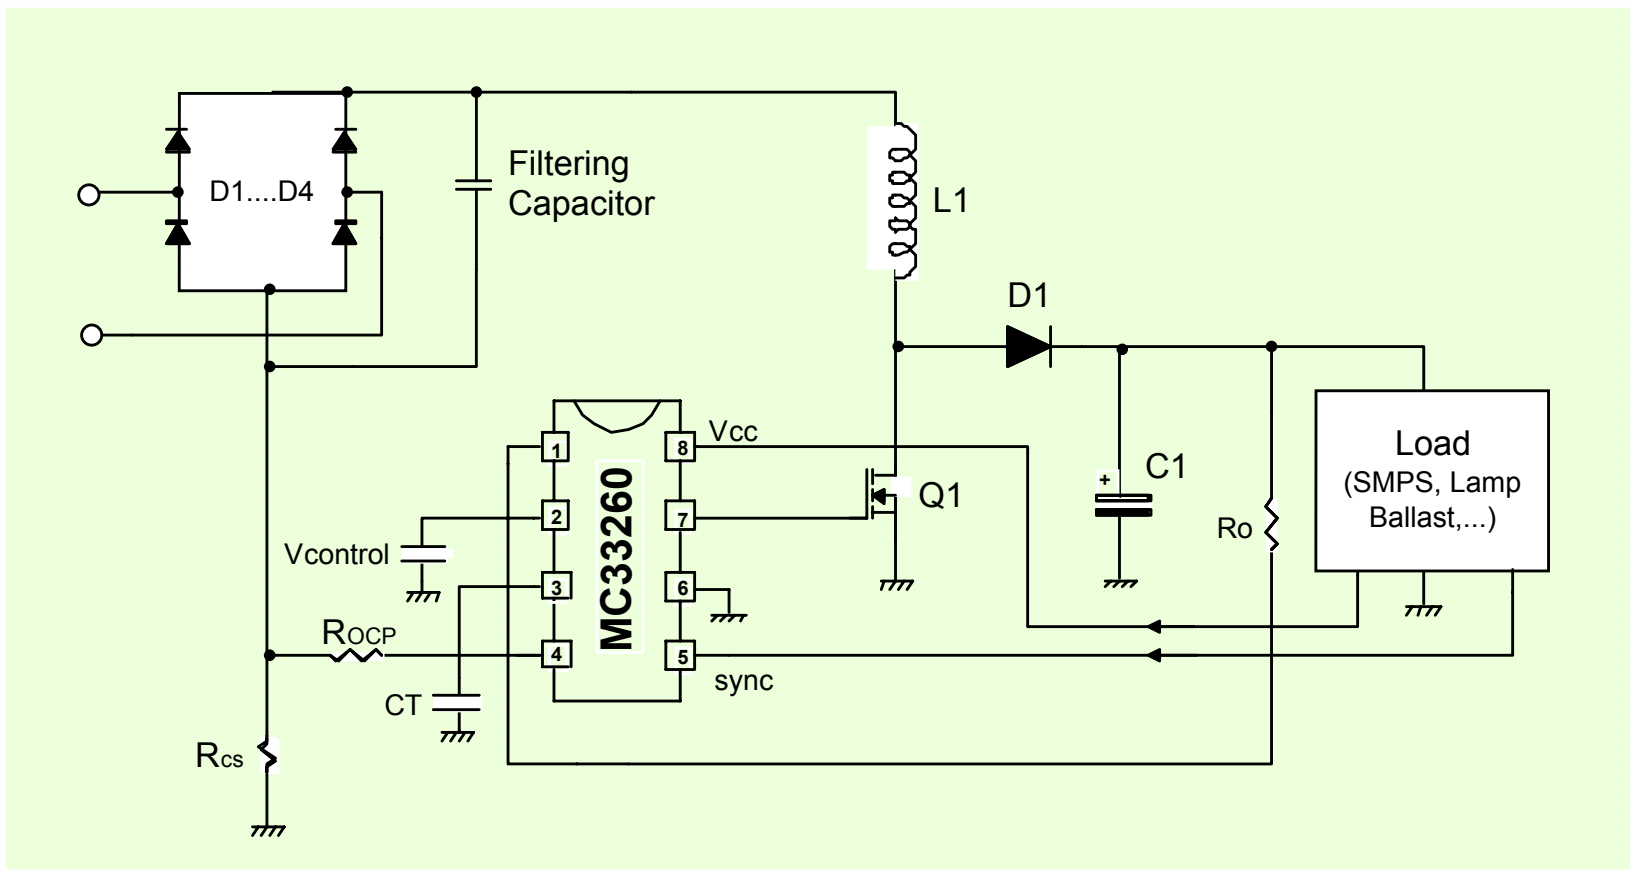 D1....D4
Filtering
Capacitor
L1
D1
Vcc
1
8
MC33260
Q1
+
C1
Load
(SMPS, Lamp
Ballast,...)
2
7
Ro
Vcontrol
3
6
ROCP
4
5
sync
CT
Rcs